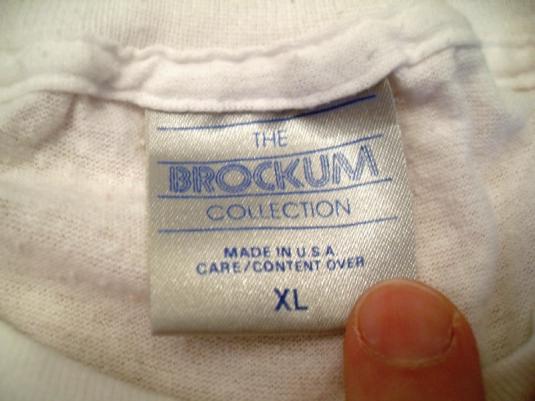 THE
BROCKUM
COLLECTION
MADE IN U.S.A
CARE/CONTENT OVER
XL